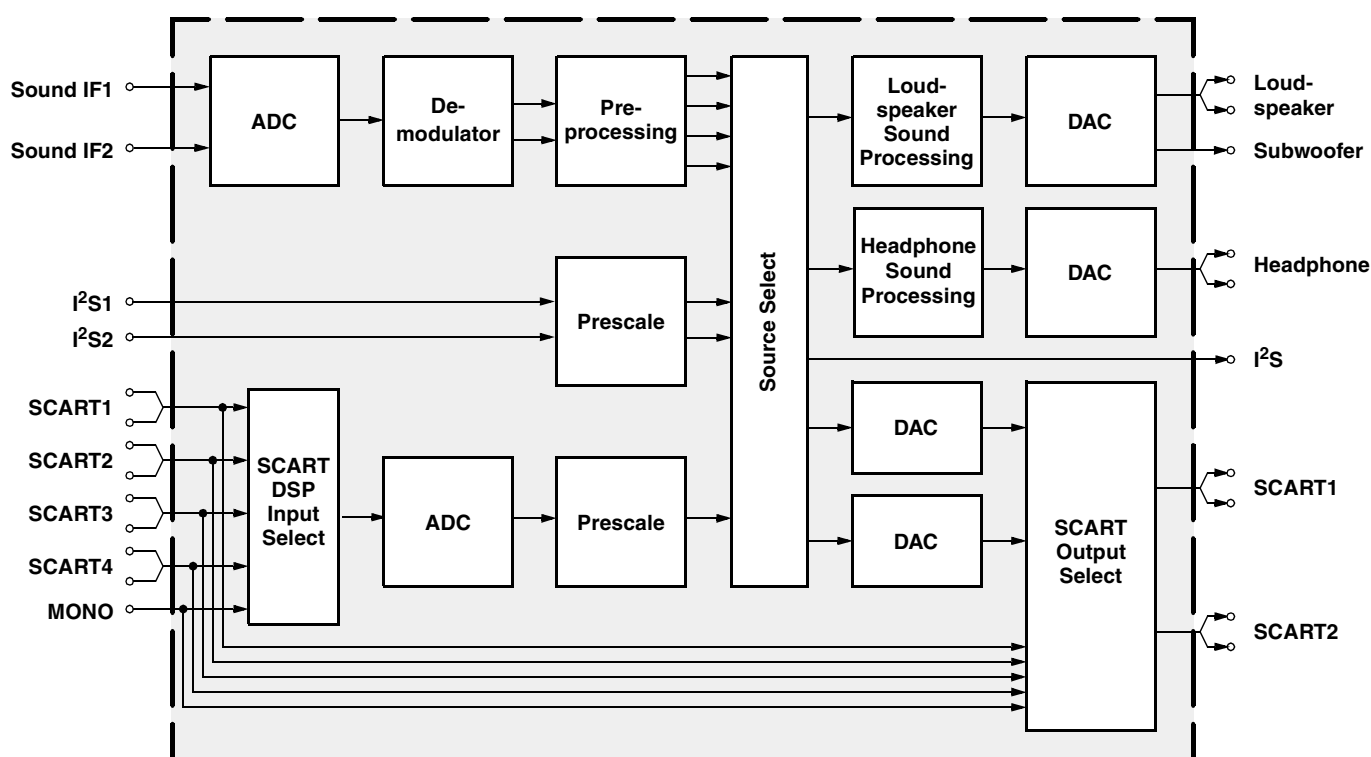 Sound IF1
Sound IF2
ADC
De-
modulator
Pre-
processing
Loud-
speaker
Sound
Processing
DAC
Loud-
speaker
Subwoofer
Headphone
Sound
Processing
DAC
Headphone
I²S1
I²S2
Prescale
Source Select
I²S
SCART1
SCART2
SCART3
SCART4
MONO
SCART
DSP
Input
Select
ADC
Prescale
DAC
DAC
SCART
Output
Select
SCART1
SCART2